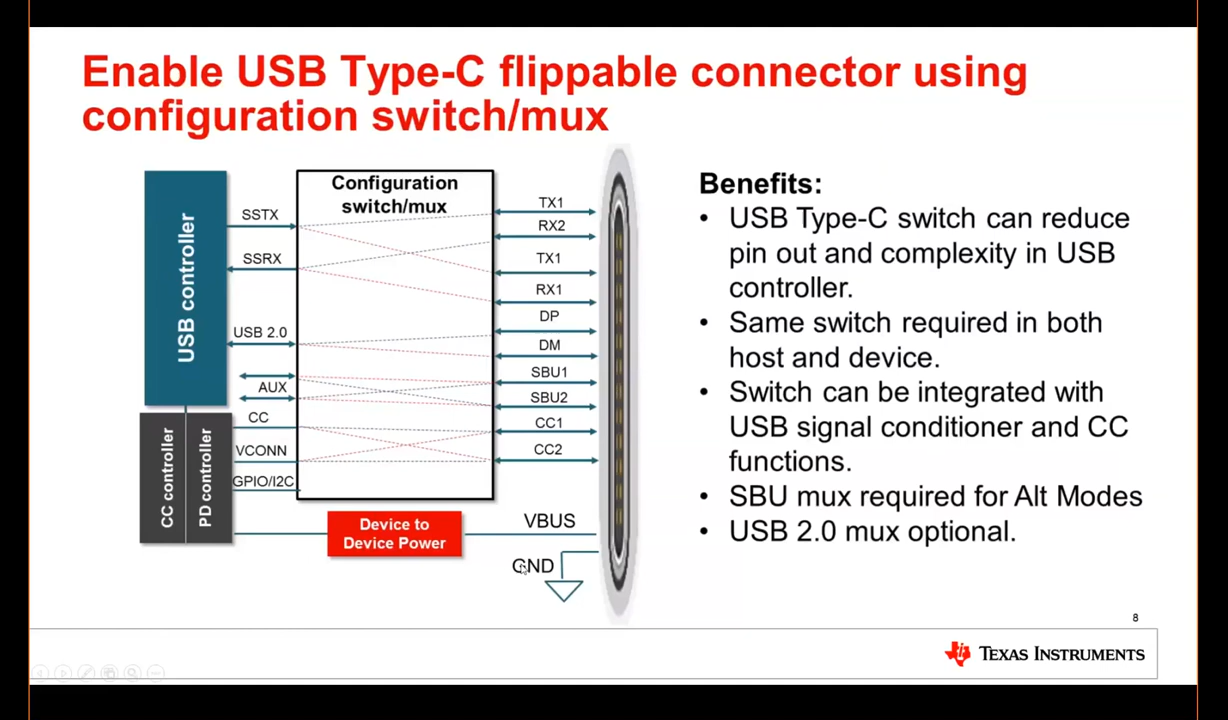 Enable USB Type-C flippable connector using
configuration switch/mux
USB controller
CC controller
PD controller
SSTX
SSRX
USB 2.0
AUX
CC
VCONN
GPIO/I2C
Configuration
switch/mux
Device to
Device Power
TX1
RX2
TX1
RX1
DP
DM
SBU1
SBU2
CC1
CC2
VBUS
GND
Benefits:
• USB Type-C switch can reduce
pin out and complexity in USB
controller.
• Same switch required in both
host and device.
• Switch can be integrated with
USB signal conditioner and CC
functions.
• SBU mux required for Alt Modes
• USB 2.0 mux optional.
8
TEXAS INSTRUMENTS